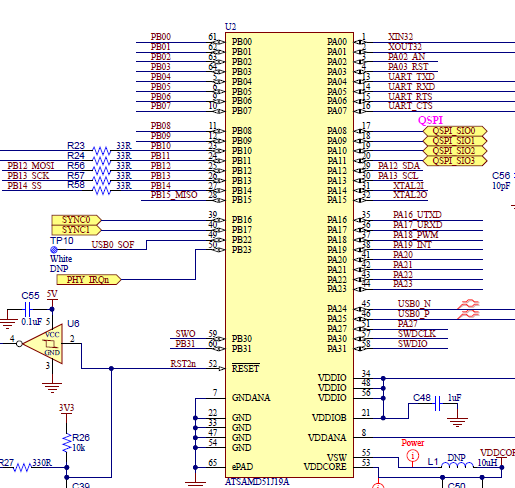 U2
PB00 61 PB00 PA00 1 XIN32
PB01 62 PB01 PA01 2 XOUT32
PB02 63 PB02 PA02 3 PA02_AN
PB03 64 PB03 PA03 4 PA03_RST
PB04 PB04 PA04 13 UART_TXD
PB05 PB05 PA05 14 UART_RXD
PB06 9 PB06 PA06 15 UART_RTS
PB07 10 PB07 PA07 16 UART_CTS
QSPI
PB08 11 PB08 PA08 17 QSPI_SIO0
PB09 12 PB09 PA09 18 QSPI_SIO1
R23 33R PB10 23 PB10 PA10 19 QSPI_SIO2
R24 33R PB11 24 PB11 PA11 20 QSPI_SIO3
PB12_MOSI R56 33R PB12 25 PB12 PA12 29 PA12_SDA
PB13_SCK R57 33R PB13 26 PB13 PA13 30 PA13_SCL
PB14_SS R58 33R PB14 27 PB14 PA14 31 XTAL2I
PB15_MISO 28 PB15 PA15 32 XTAL2O
C56
10pF
SYNC0 39 PB16 PA16 35 PA16_UTXD
SYNC1 40 PB17 PA17 36 PA17_URXD
TP10 USB0_SOF 49 PB22 PA18 37 PA18_PWM
White 50 PB23 PA19 38 PA19_INT
DNP
PA20 41 PA20
PA21 42 PA21
PHY_IRQn PA22 43 PA22
PA23 44 PA23
C55 5V
0.1uF 5
PA24 45 USB0_N
PA25 46 USB0_P
U6
PA27 51 PA27
4 VCC 2 SWO 59 PB30 PA30 57 SWDCLK
GND PB31 60 PB31 PA31 58 SWDIO
3
RST2n 52 RESET
VDDIO 34
VDDIO 48
7 GNDANA VDDIO 56
C48 1uF
22 GND VDDIOB 21
33 GND
3V3
47 GND VDDANA 8
54 GND
R26
10K
Power
VSW 55 L1 DNP VDDCOR
R27 330R 65 ePAD VDDCORE 53 10uH
ATSAMD51J19A
C39
C50